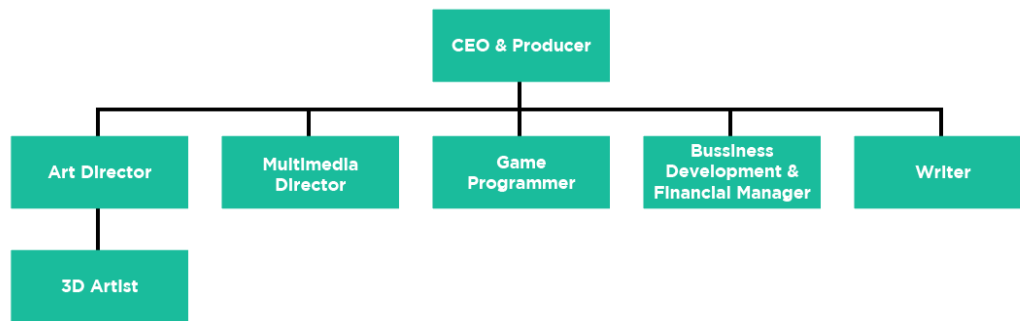 CEO & Producer
Art Director
Multimedia
Director
Game
Programmer
Bussiness
Development &
Financial Manager
Writer
3D Artist